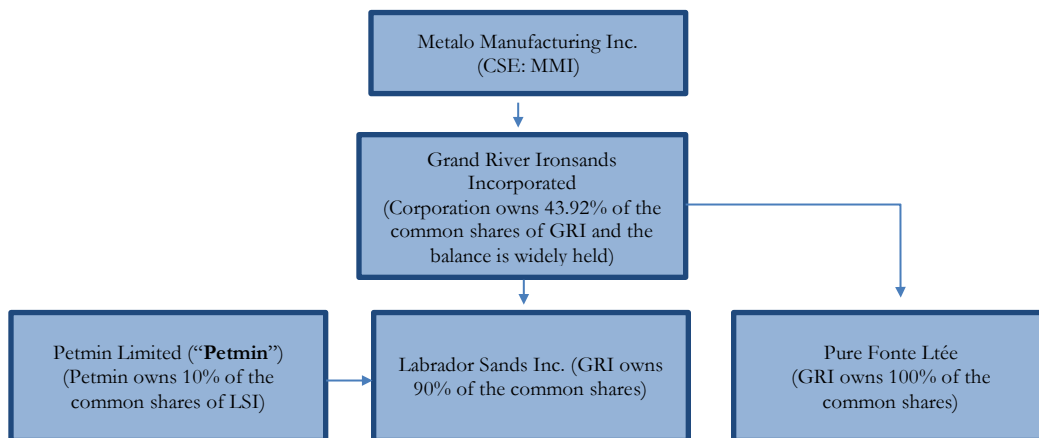 Metalo Manufacturing Inc.
(CSE: MMI)
Grand River Ironsands
Incorporated
(Corporation owns 43.92% of the
common shares of GRI and the
balance is widely held)
Petmin Limited (“Petmin”)
(Petmin owns 10% of the
common shares of LSI)
Labrador Sands Inc. (GRI owns
90% of the common shares)
Pure Fonte Ltée
(GRI owns 100% of the
common shares)